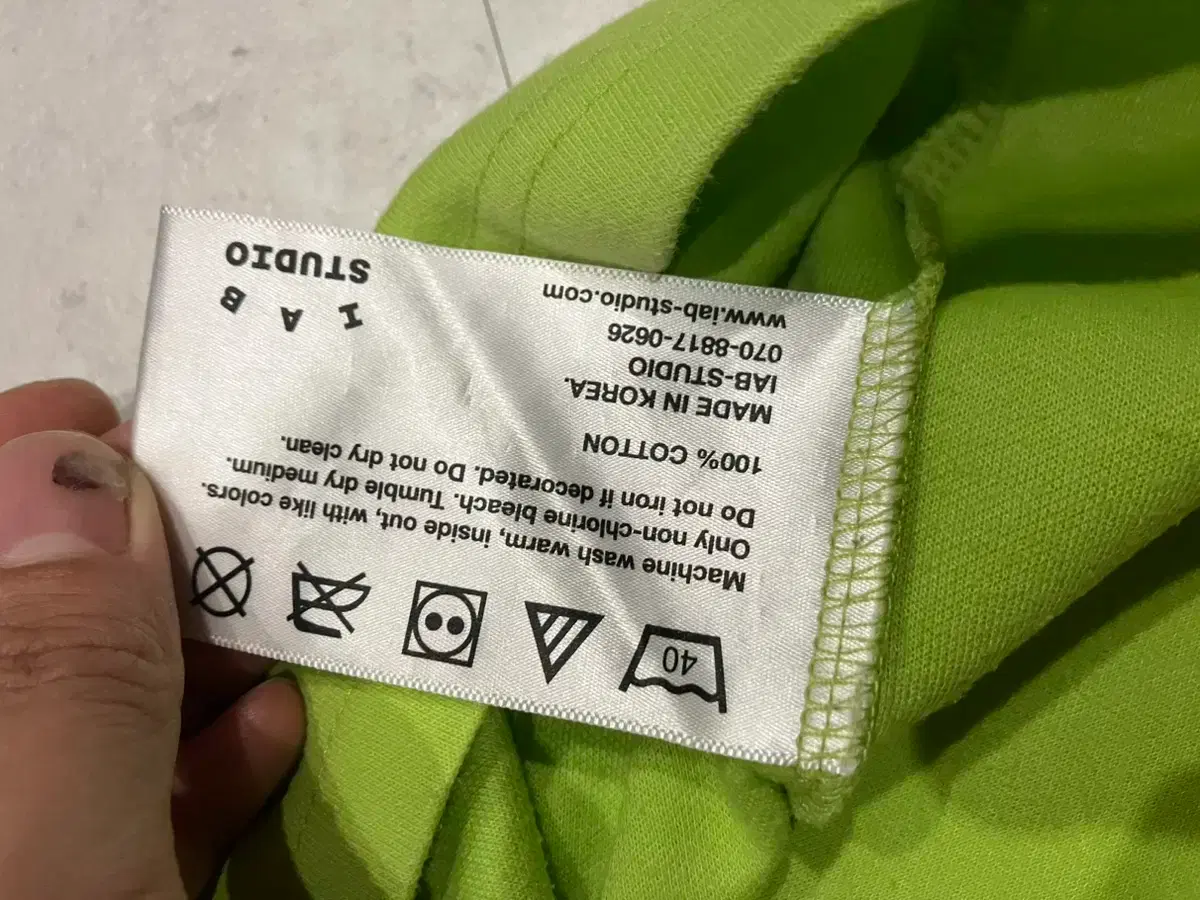 40
Machine wash warm, inside out, with like colors.
Only non-chlorine bleach. Tumble dry medium.
Do not iron if decorated. Do not dry clean.
100% COTTON
MADE IN KOREA.
IAB-STUDIO
070-8817-0626
www.iab-studio.com
I A B
STUDIO